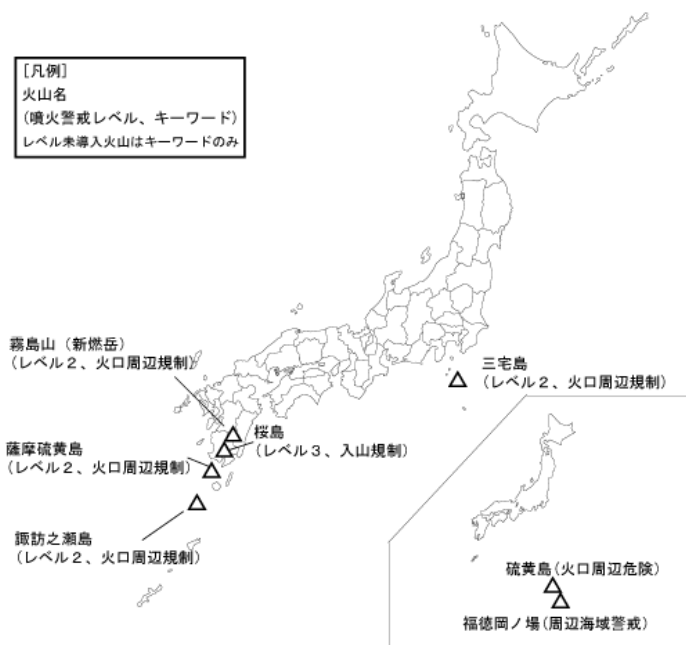 ［凡例］
火山名
（噴火警戒レベル、キーワード）
レベル未導入火山はキーワードのみ
霧島山（新燃岳）
（レベル２、火口周辺規制）
三宅島
（レベル２、火口周辺規制）
桜島
（レベル３、入山規制）
薩摩硫黄島
（レベル２、火口周辺規制）
諏訪之瀬島
（レベル２、火口周辺規制）
硫黄島（火口周辺危険）
福徳岡ノ場（周辺海域警戒）